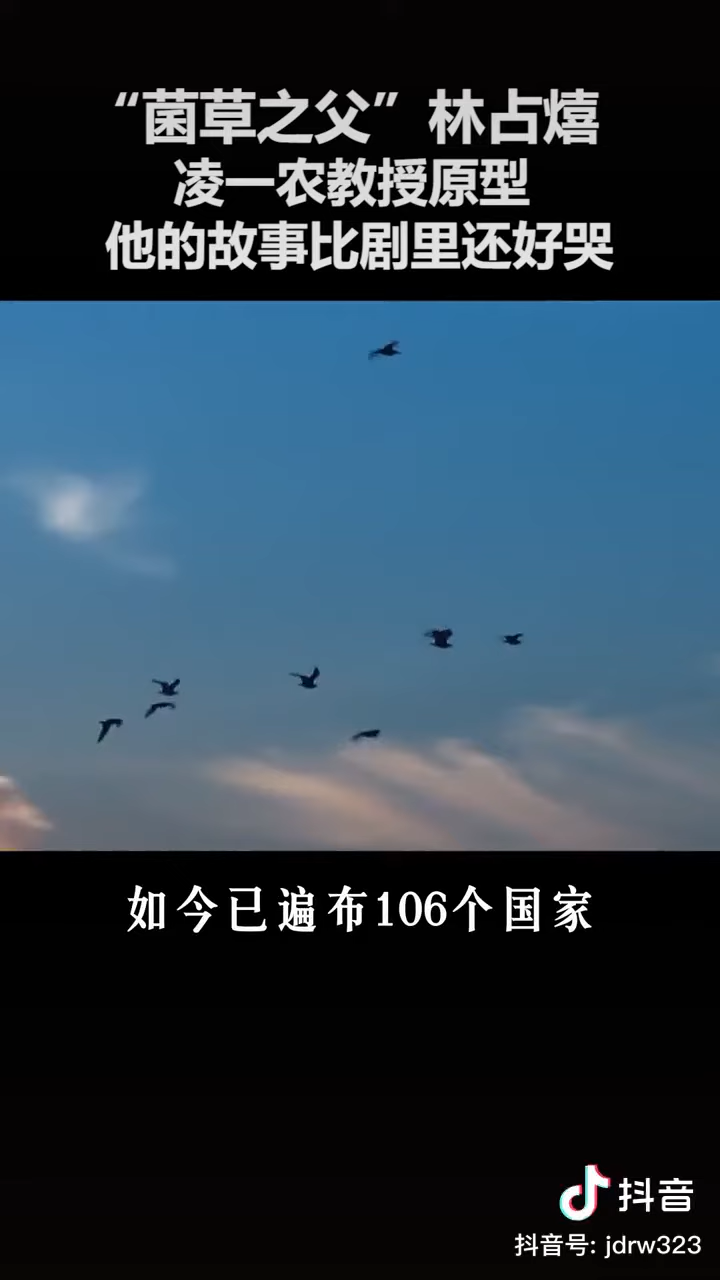 “菌草之父”林占熺
凌一农教授原型
他的故事比剧里还好哭
如今已遍布106个国家
抖音
抖音号: jdrw323